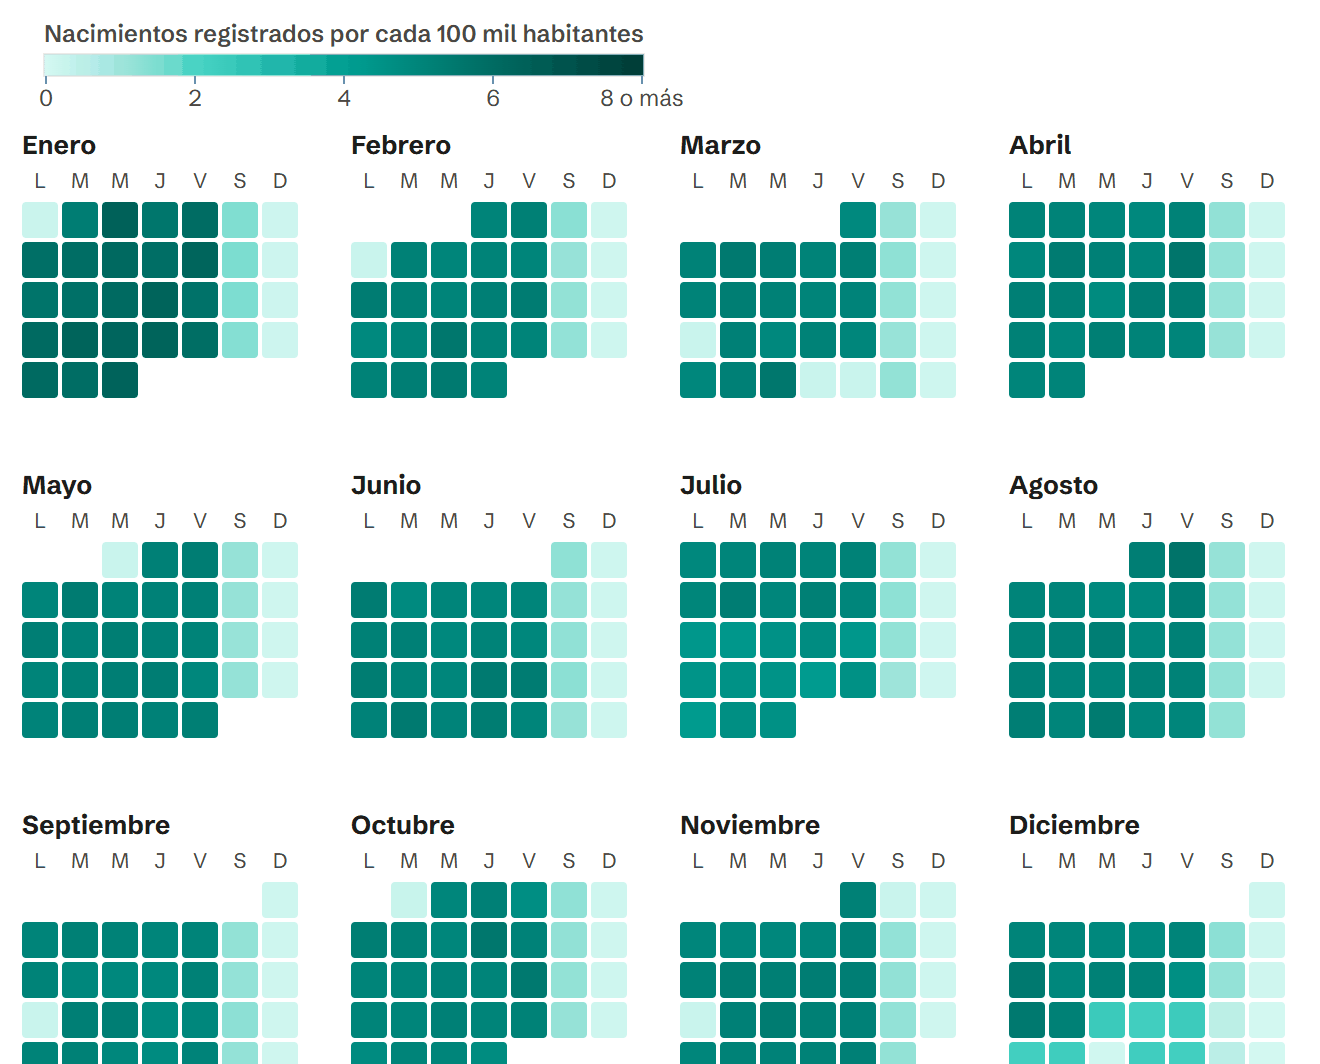 Nacimientos registrados por cada 100 mil habitantes
0 2 4 6 8 o más
Enero Febrero Marzo Abril
L M M J V S D L M M J V S D L M M J V S D L M M J V S D
Mayo Junio Julio Agosto
L M M J V S D L M M J V S D L M M J V S D L M M J V S D
Septiembre Octubre Noviembre Diciembre
L M M J V S D L M M J V S D L M M J V S D L M M J V S D